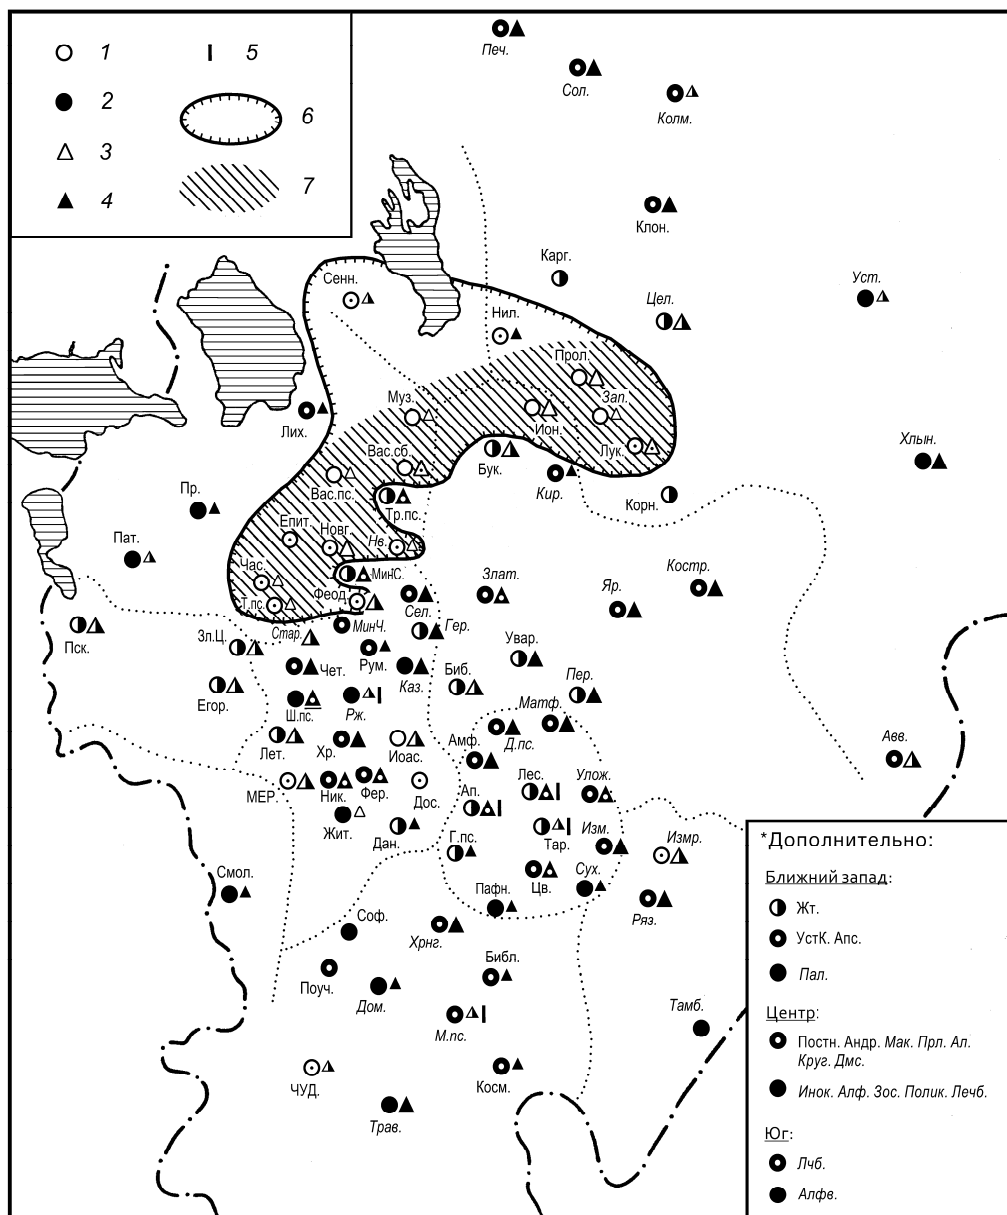 1
5
2
6
3
4
7
Печ.
Сол.
Колм.
Клон.
Карг.
Уст.
Сенн.
Цел.
Нил.
Прол.
Муз.
Зап.
Лих.
Ион.
Лук.
Хлын.
Вас.сб.
Бук.
Вас.пс.
Кир.
Корн.
Пр.
Тр.пс.
Епит.
Новг.
Нв.
Пат.
Час.
МинС.
Злат.
Костр.
Феод.
Яр.
Т.пс.
Сел.
Пск.
Зл.Ц.
Стар.
МинЧ.
Гер.
Увар.
Чет.
Рум.
Каз.
Биб.
Пер.
Егор.
Ш.пс.
Рж.
Матф.
Д.пс.
Лет.
Хр.
Иоас.
Амф.
Авв.
МЕР.
Ник.
Фер.
Дос.
Ап.
Лес.
Улож.
Жит.
Дан.
Г.пс.
Тар.
Изм.
Измр.
Смол.
Пафн.
Цв.
Сух.
Соф.
Хрнг.
Ряз.
Поуч.
Библ.
Дом.
М.пс.
Тамб.
ЧУД.
Косм.
Трав.
*Дополнительно:
Ближний запад:
Жт.
УстК. Апс.
Пал.
Центр:
Постн. Андр. Мак. Прл. Ал.
Круг. Дмс.
Инок. Алф. Зос. Полик. Лечб.
Юг:
Лчб.
Алфв.